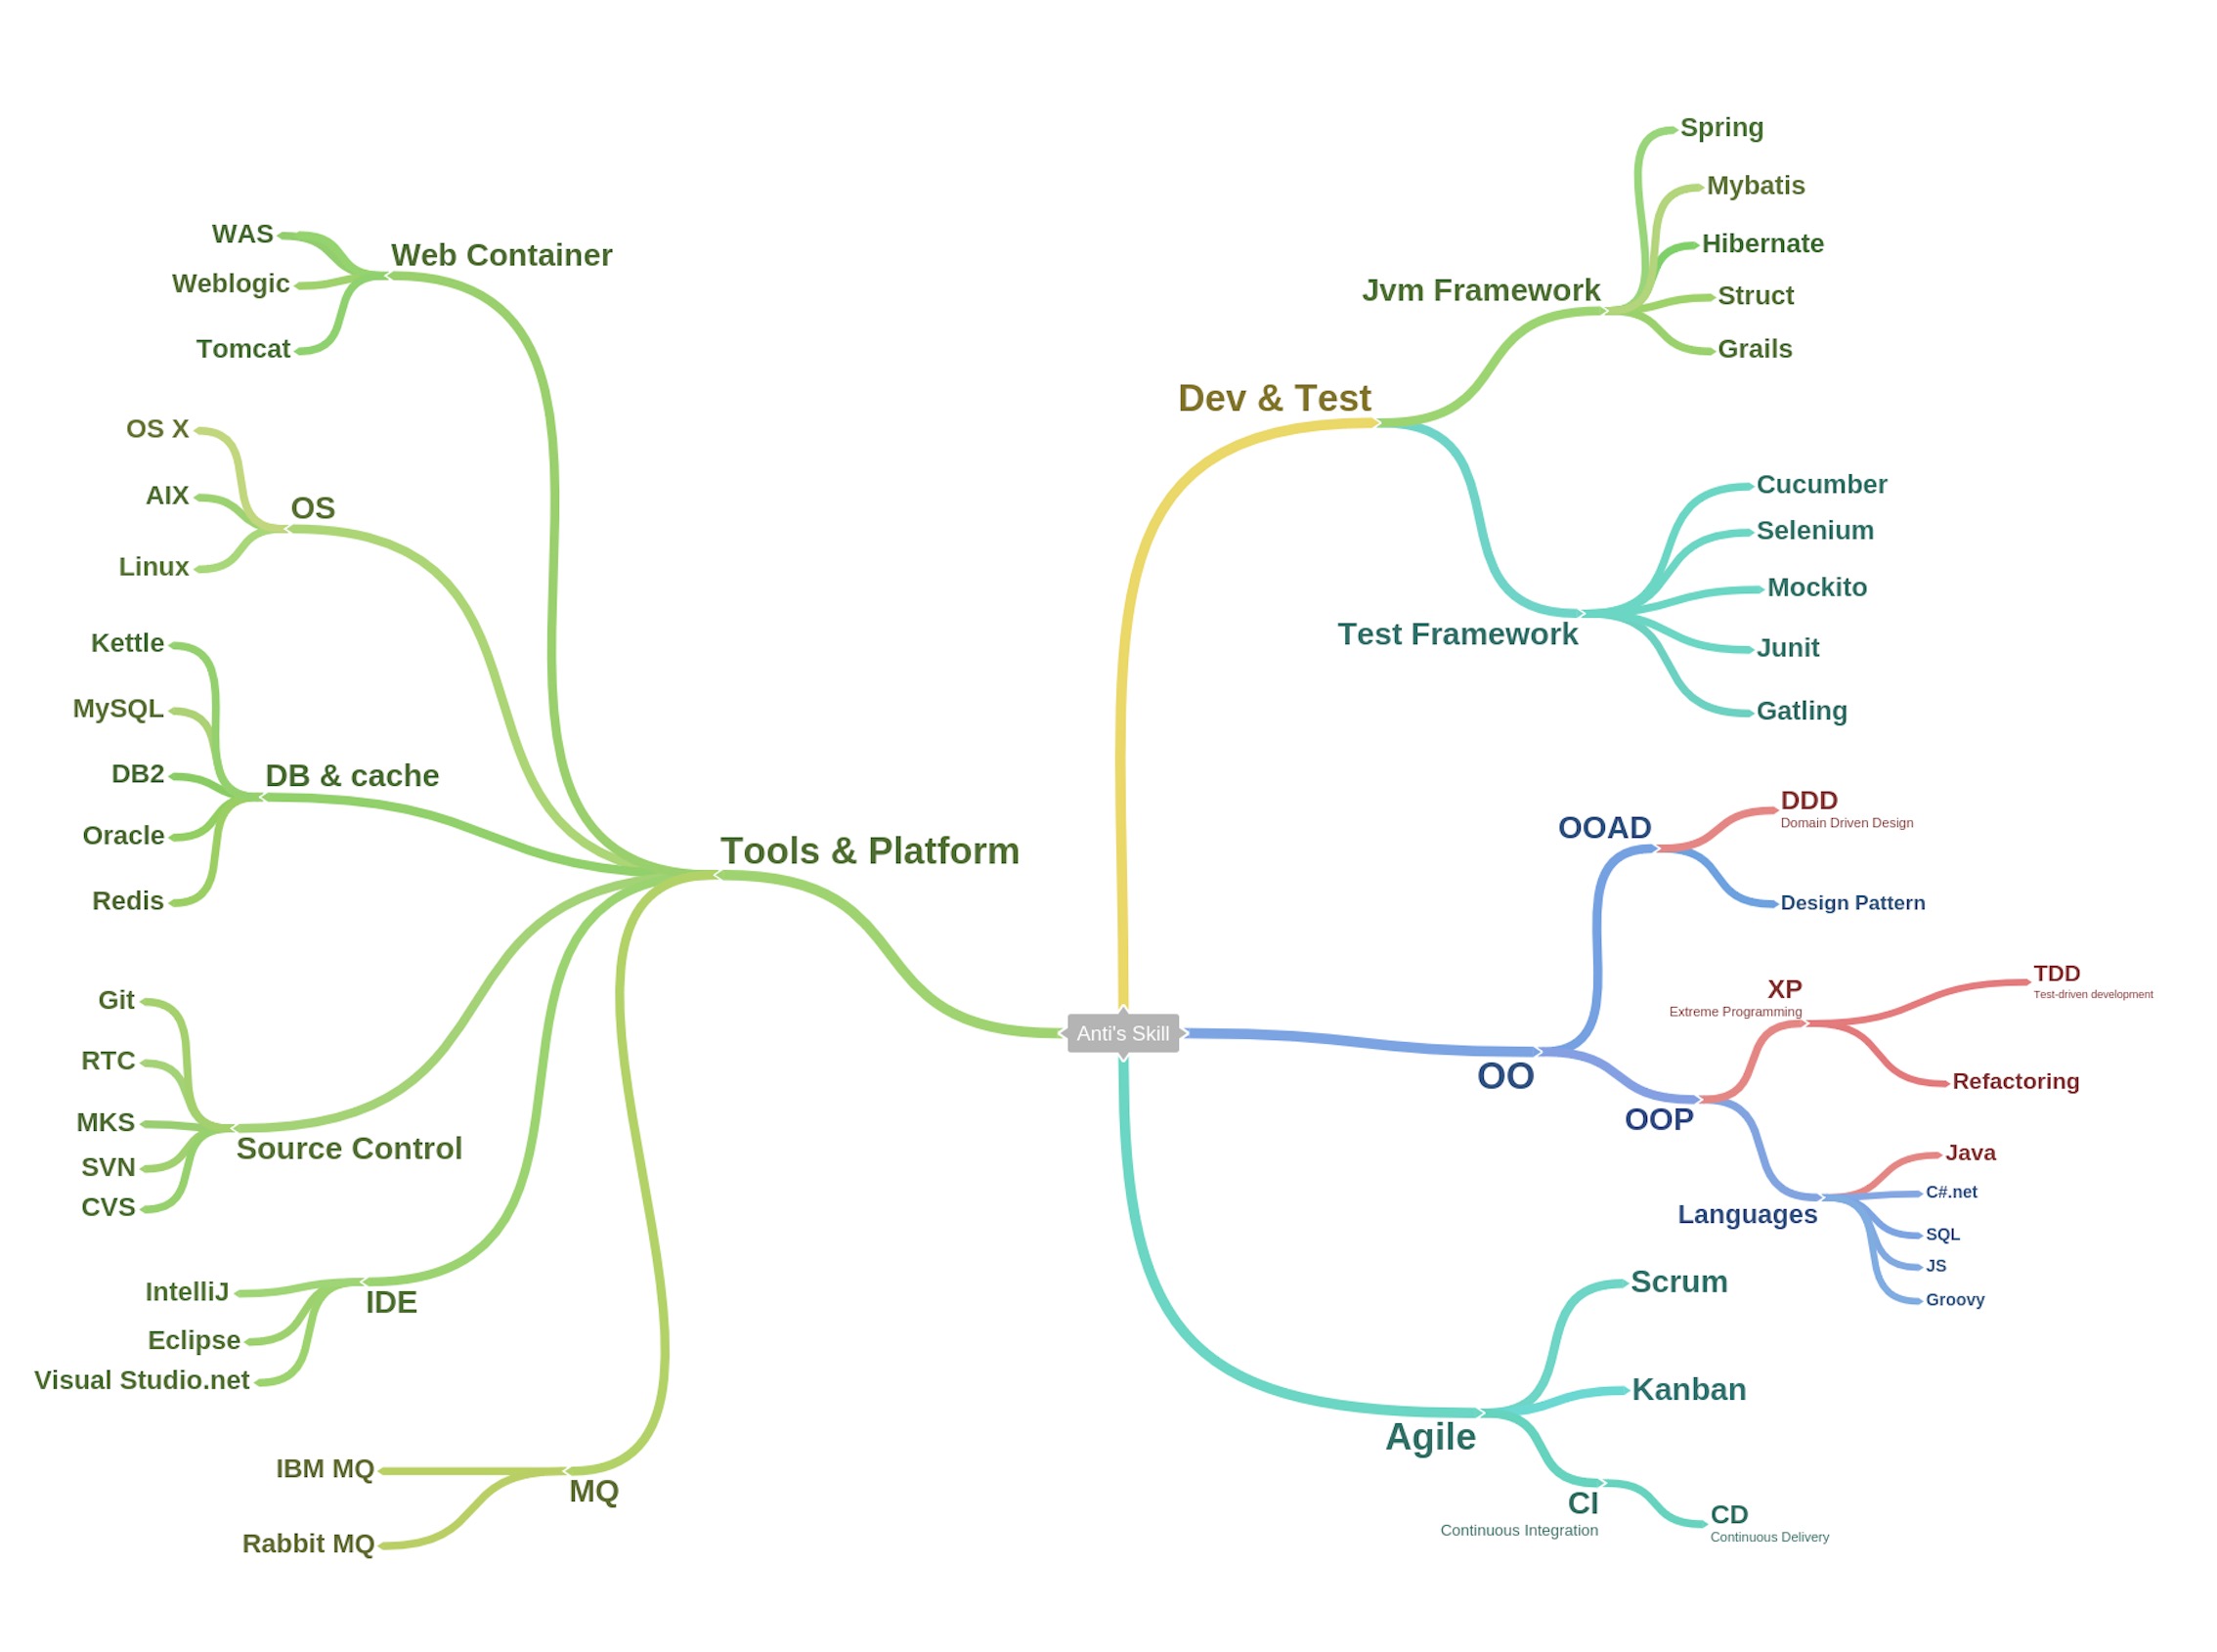 Anti's Skill
Tools & Platform
Web Container
WAS
Weblogic
Tomcat
OS
OS X
AIX
Linux
DB & cache
Kettle
MySQL
DB2
Oracle
Redis
Source Control
Git
RTC
MKS
SVN
CVS
IDE
IntelliJ
Eclipse
Visual Studio.net
MQ
IBM MQ
Rabbit MQ
Dev & Test
Jvm Framework
Spring
Mybatis
Hibernate
Struct
Grails
Test Framework
Cucumber
Selenium
Mockito
Junit
Gatling
OO
OOAD
DDD
Domain Driven Design
Design Pattern
OOP
XP
Extreme Programming
TDD
Test-driven development
Refactoring
Languages
Java
C#.net
SQL
JS
Groovy
Agile
Scrum
Kanban
CI
Continuous Integration
CD
Continuous Delivery